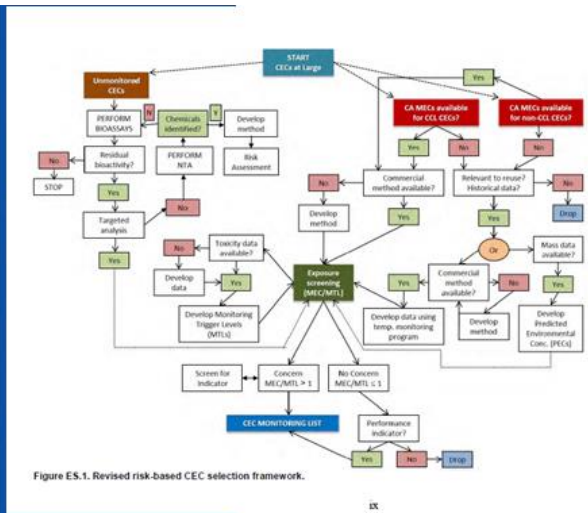 START
CECs at Large
Unmonitored
CECs
Yes
CA MECs available
for CCL CECs?
CA MECs available
for non-CCL CECs?
PERFORM
BIOASSAYS
N
Chemicals
identified?
Y
Develop
method
Residual
bioactivity?
PERFORM
NTA
Risk
Assessment
No
STOP
Yes
No
Targeted
analysis
Yes
Yes
No
No
Commercial
method available?
Relevant to reuse?
Historical data?
No
Drop
Develop
method
Yes
Yes
Or
Toxicity data
available?
No
Yes
Develop
data
Develop Monitoring
Trigger Levels
(MTLs)
Exposure
screening
(MEC/MTL)
Yes
Commercial
method
available?
No
Mass data
available?
Yes
Develop data using
temp. monitoring
program
Develop
method
Develop
Predicted
Environmental
Conc. (PECs)
Screen for
Indicator
Concern
MEC/MTL > 1
No Concern
MEC/MTL ≤ 1
CEC MONITORING LIST
Performance
indicator?
Yes
No
Drop
Figure ES.1. Revised risk-based CEC selection framework.
ix